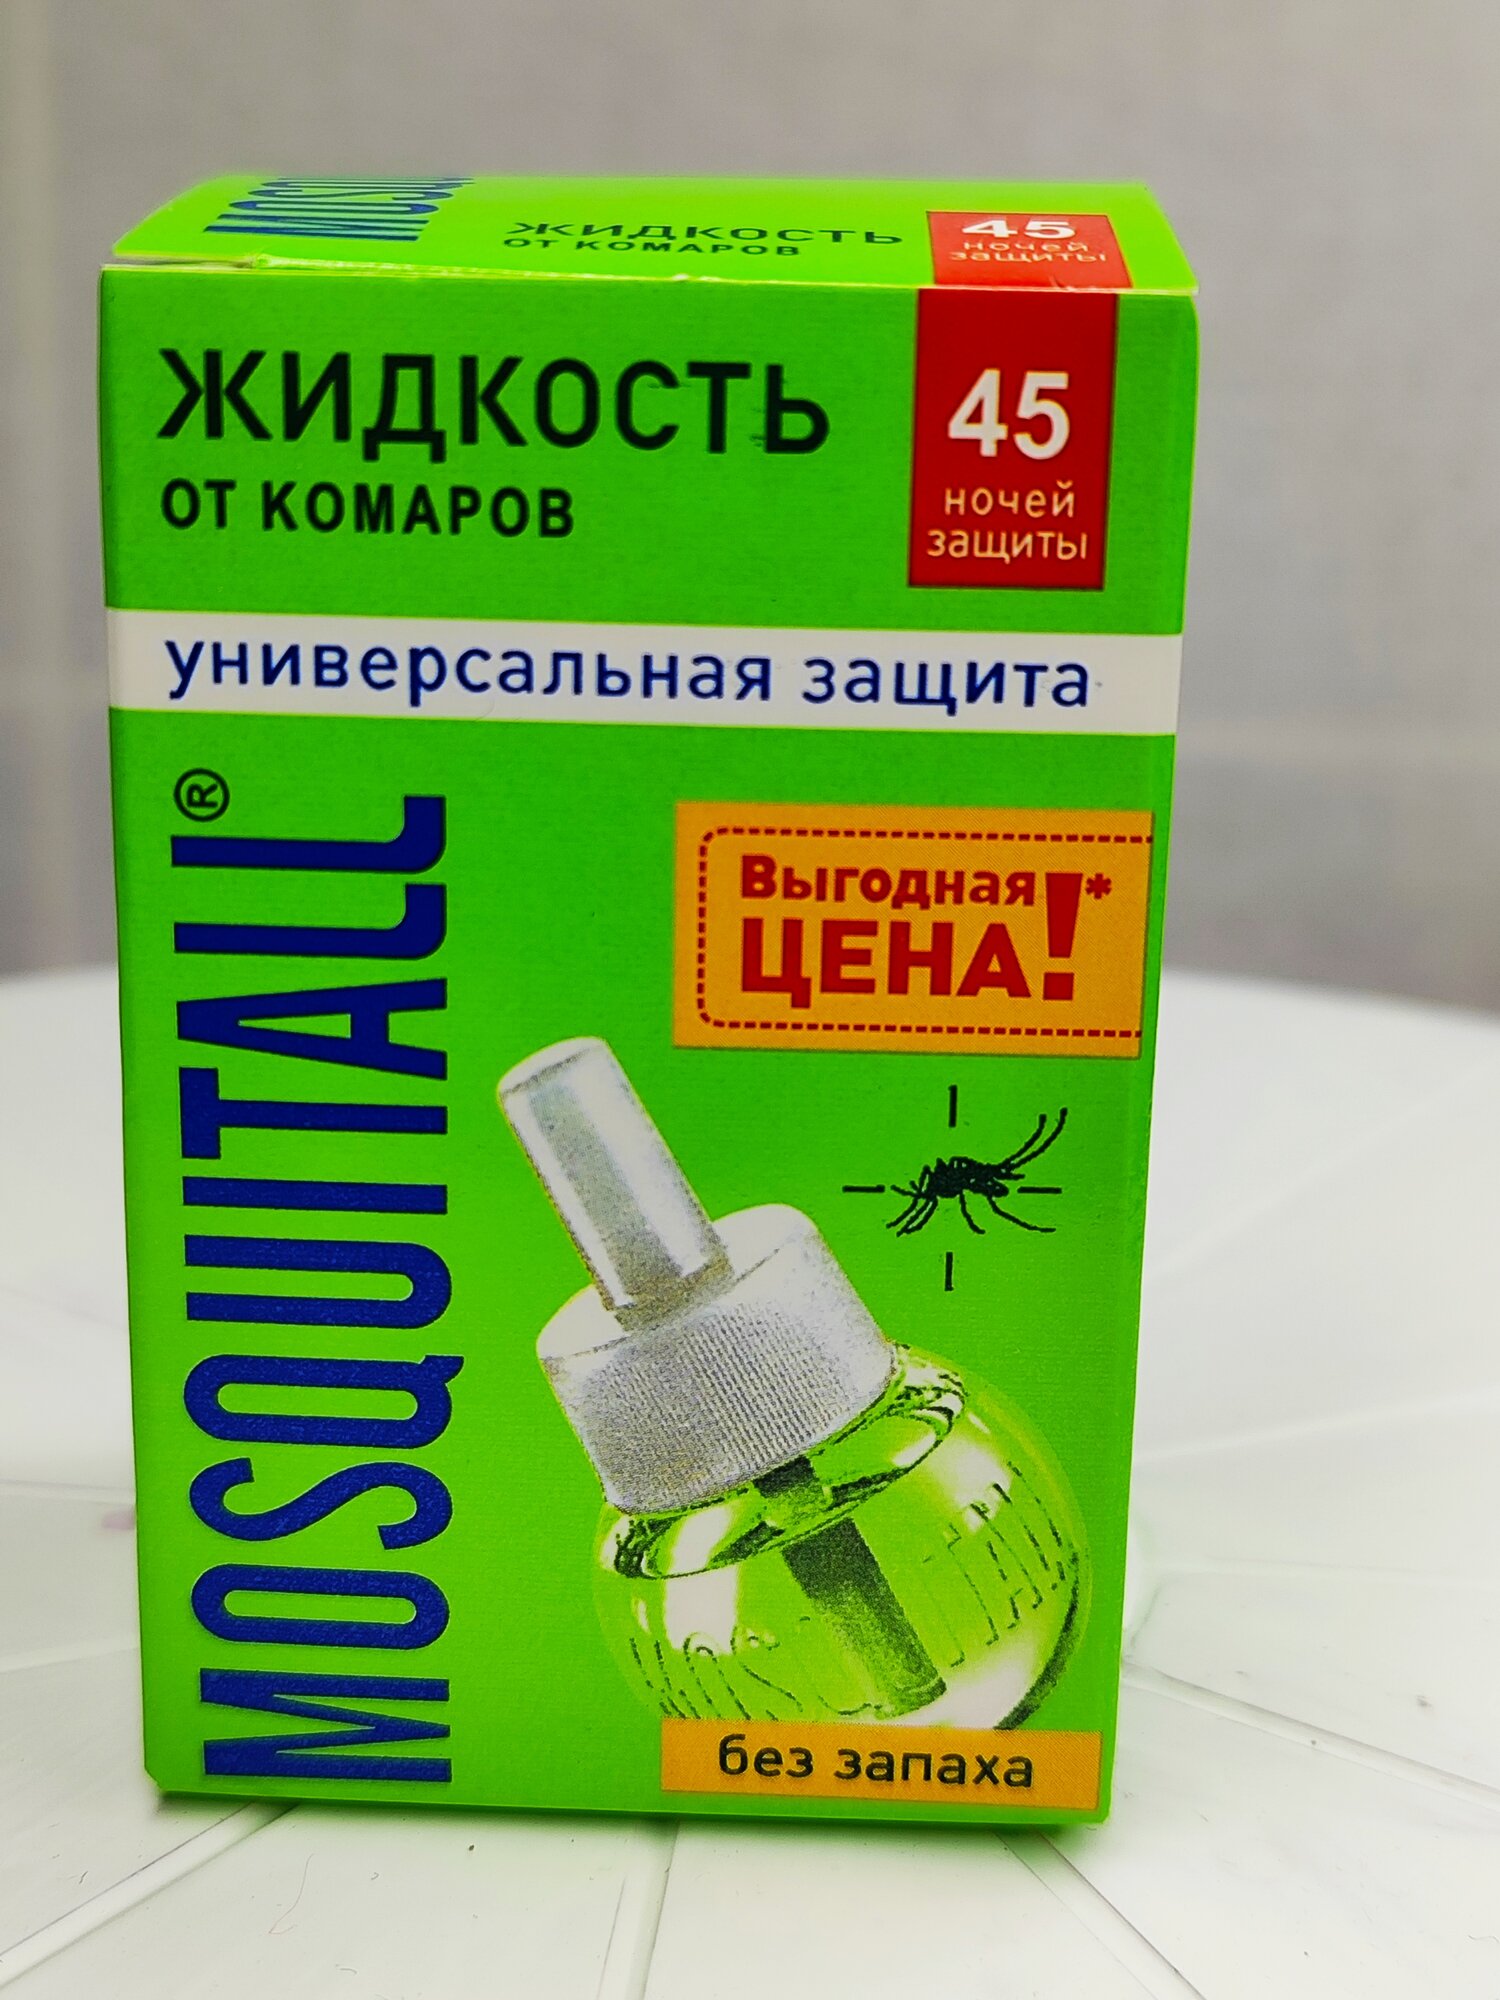 MOSQU
ЖИДКОСТЬ
ОТ КОМАРОВ
45
ночей
защиты
ЖИДКОСТЬ
ОТ КОМАРОВ
45
ночей
защиты
универсальная защита
MOSQUITALL®
Выгодная
ЦЕНА!*
без запаха